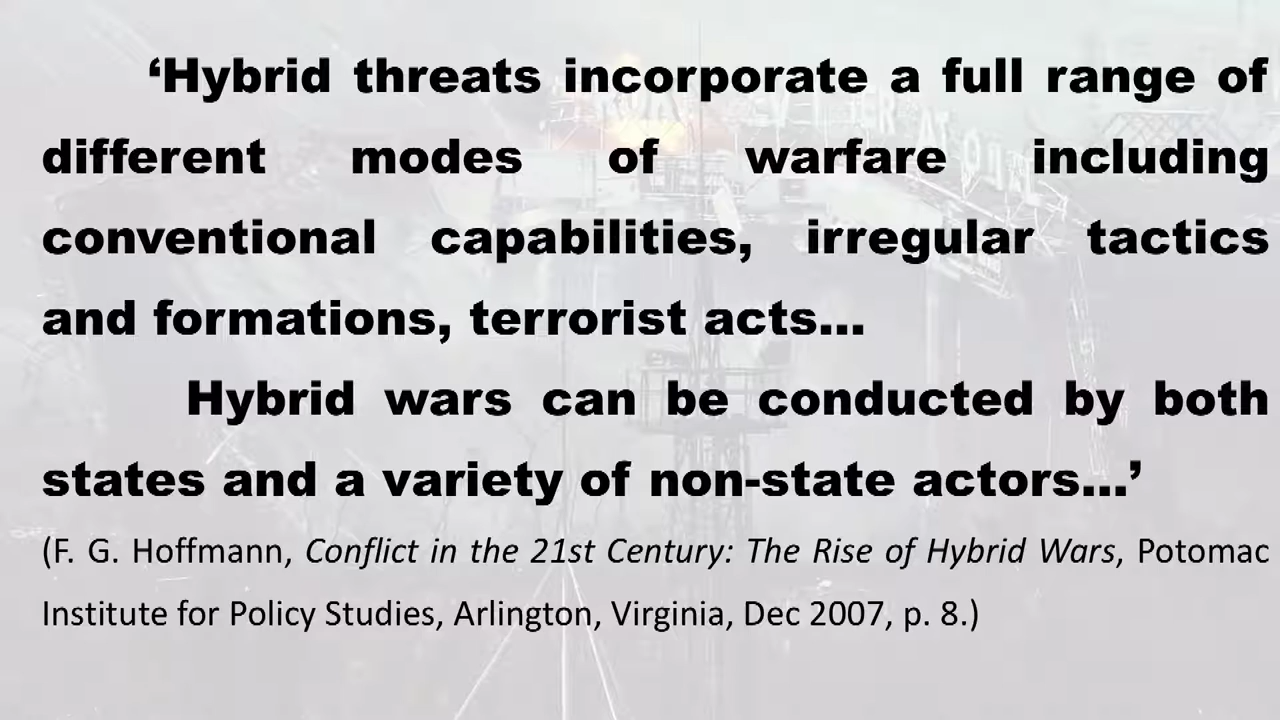 ‘Hybrid threats incorporate a full range of
different modes of warfare including
conventional capabilities, irregular tactics
and formations, terrorist acts…
Hybrid wars can be conducted by both
states and a variety of non-state actors…’
(F. G. Hoffmann, Conflict in the 21st Century: The Rise of Hybrid Wars, Potomac
Institute for Policy Studies, Arlington, Virginia, Dec 2007, p. 8.)